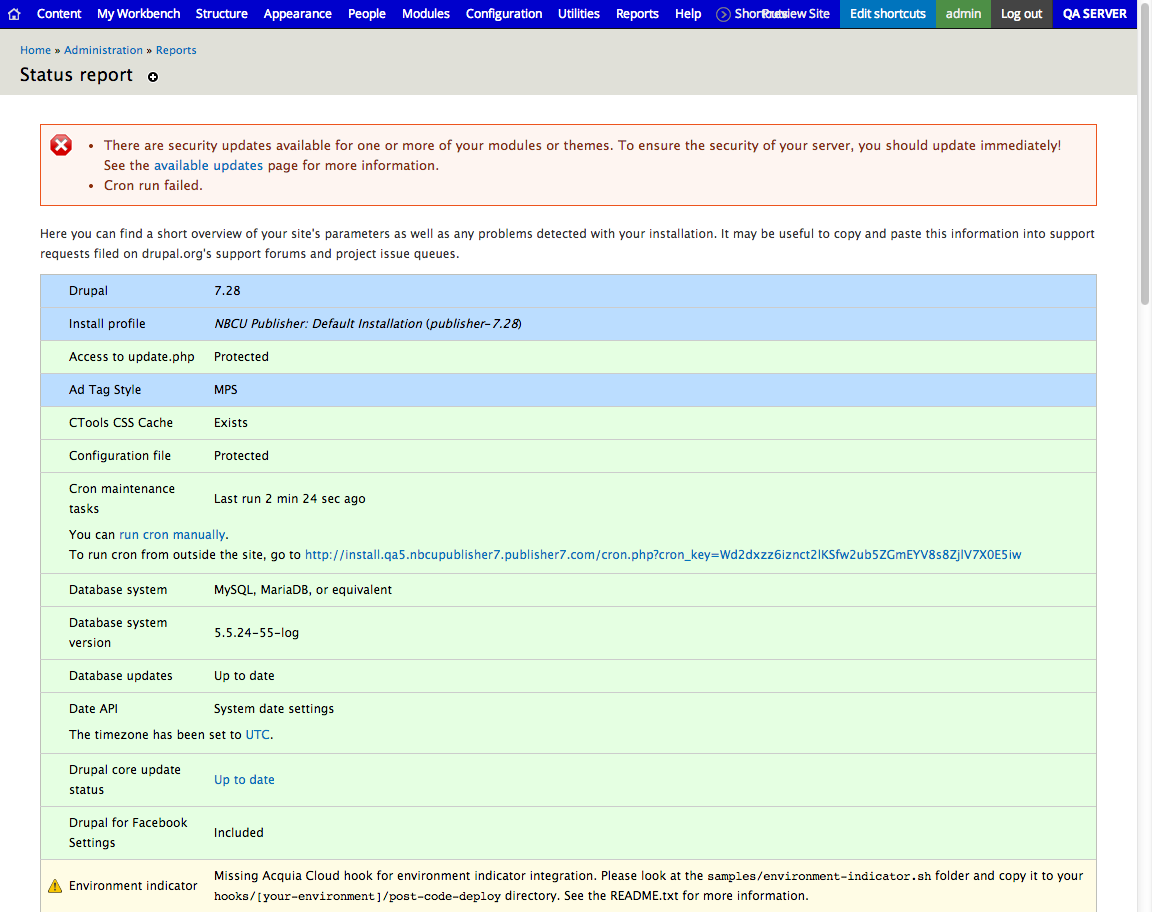 Content My Workbench Structure Appearance People Modules Configuration Utilities Reports Help Shortcuts Preview Site Edit shortcuts admin Log out QA SERVER
Home » Administration » Reports
Status report
• There are security updates available for one or more of your modules or themes. To ensure the security of your server, you should update immediately!
See the available updates page for more information.
• Cron run failed.
Here you can find a short overview of your site's parameters as well as any problems detected with your installation. It may be useful to copy and paste this information into support
requests filed on drupal.org's support forums and project issue queues.
Drupal 7.28
Install profile NBCU Publisher: Default Installation (publisher-7.28)
Access to update.php Protected
Ad Tag Style MPS
CTools CSS Cache Exists
Configuration file Protected
Cron maintenance
tasks
Last run 2 min 24 sec ago
You can run cron manually.
To run cron from outside the site, go to http://install.qa5.nbcupublisher7.publisher7.com/cron.php?cron_key=Wd2dxzz6iznct2lKSfw2ub5ZGmEYV8s8ZjlV7X0E5iw
Database system MySQL, MariaDB, or equivalent
Database system
version
5.5.24-55-log
Database updates Up to date
Date API System date settings
The timezone has been set to UTC.
Drupal core update
status
Up to date
Drupal for Facebook
Settings
Included
Environment indicator
Missing Acquia Cloud hook for environment indicator integration. Please look at the samples/environment-indicator.sh folder and copy it to your
hooks/[your-environment]/post-code-deploy directory. See the README.txt for more information.